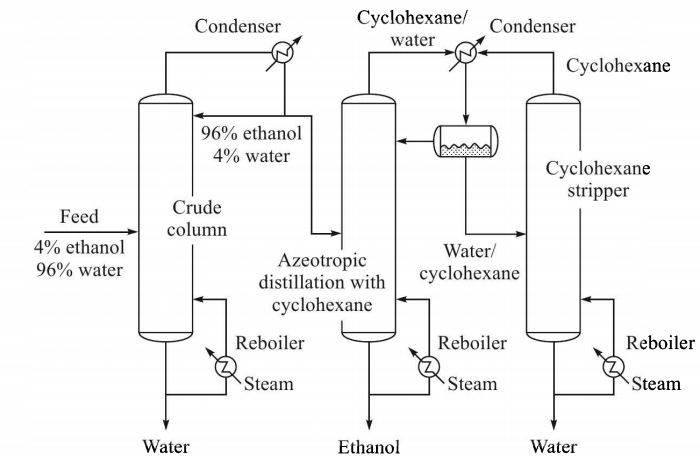 Condenser
Cyclohexane/
water
Condenser
Cyclohexane
96% ethanol
4% water
Feed
4% ethanol
96% water
Crude
column
Azeotropic
distillation with
cyclohexane
Water/
cyclohexane
Cyclohexane
stripper
Reboiler
Steam
Reboiler
Steam
Reboiler
Steam
Water
Ethanol
Water